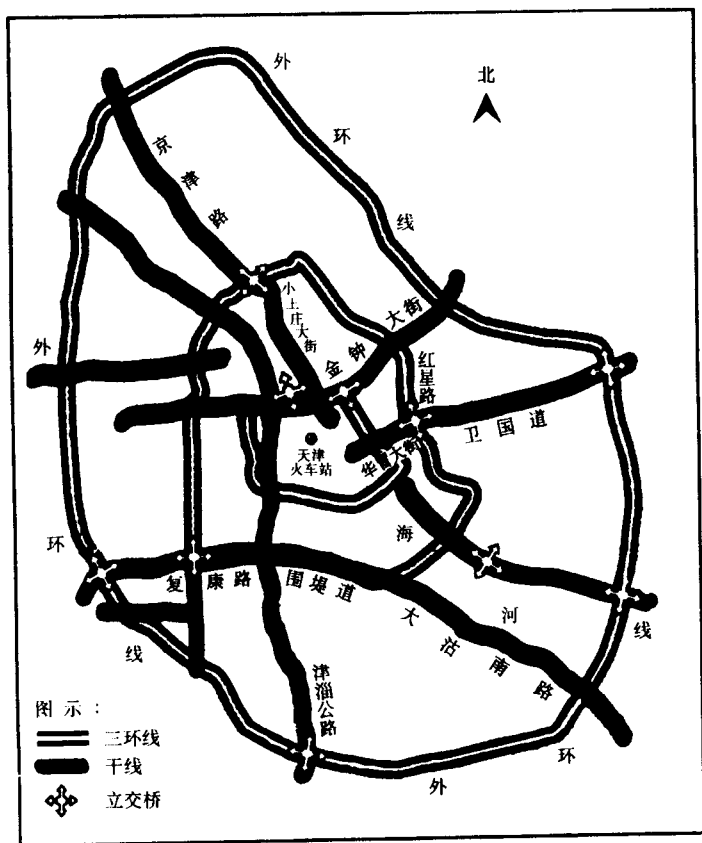 外
北
环
京津路
线
小王庄大街
金钟大街
外
红星路
卫国道
天津
火车站
华昌大街
环
海
复康路
围堤道
大沽南路
河
线
线
津淄公路
环
外
图示：
三环线
干线
立交桥